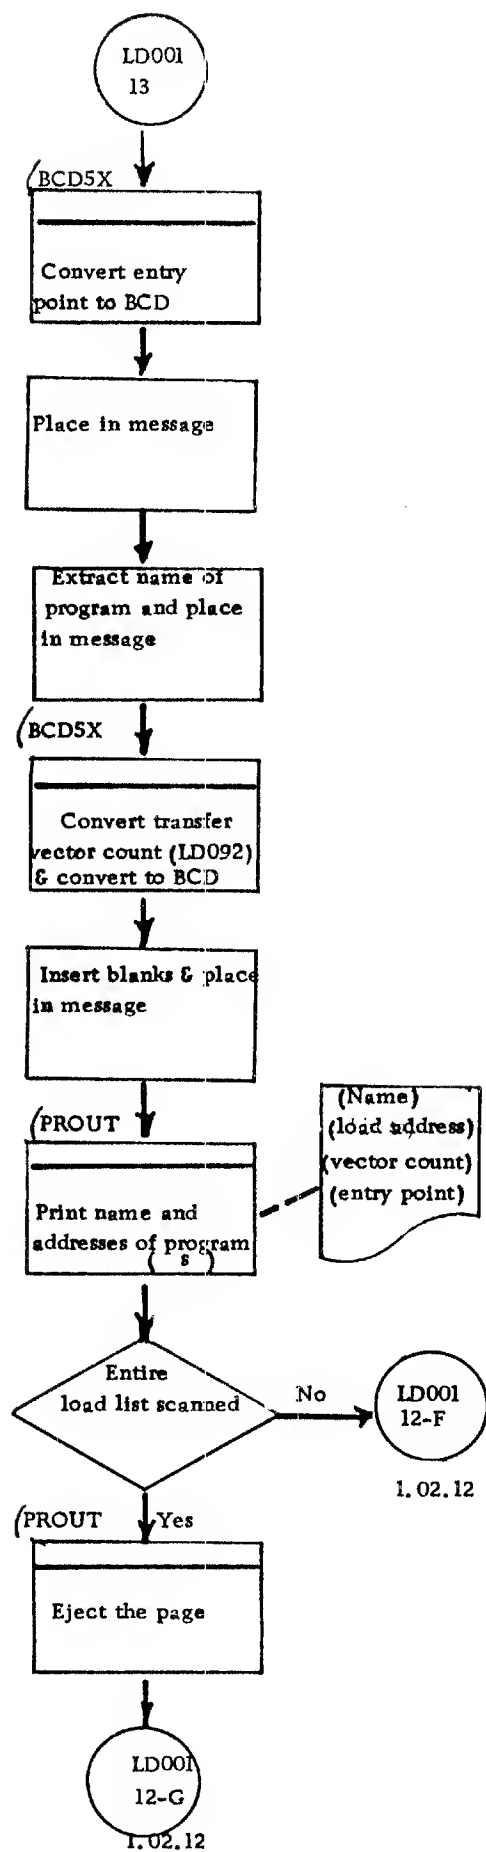 LD001
13
(BCD5X
Convert entry
point to BCD
Place in message
Extract name of
program and place
in message
(BCD5X
Convert transfer
vector count (LD092)
& convert to BCD
Insert blanks & place
in message
(PROUT
(Name)
(load address)
(vector count)
(entry point)
Print name and
addresses of program
(s)
Entire
load list scanned
No
LD001
12-F
1.02.12
(PROUT
Yes
Eject the page
LD001
12-G
1.02.12